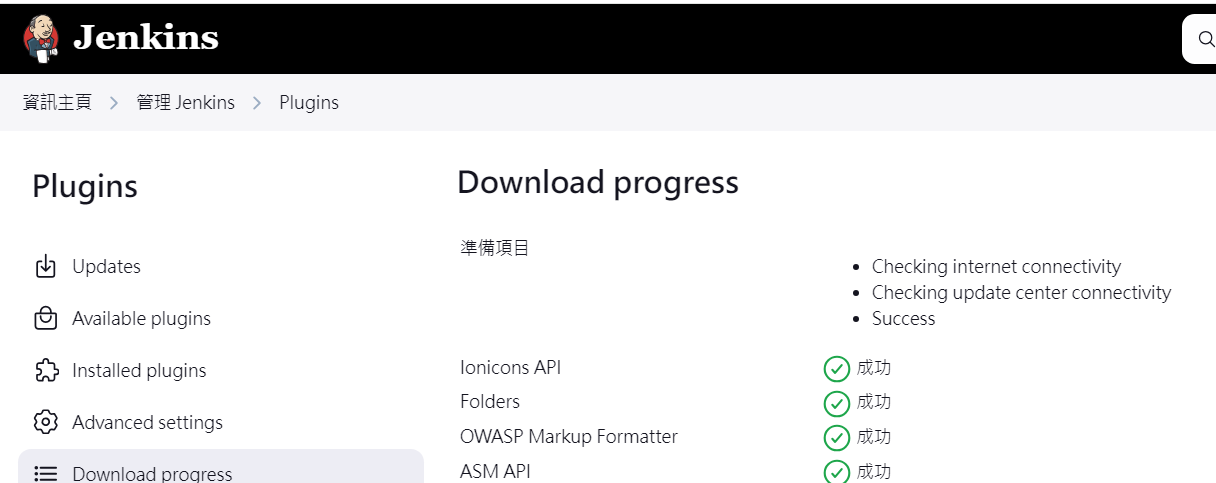 Jenkins
資訊主頁 > 管理 Jenkins > Plugins
Plugins
Updates
Available plugins
Installed plugins
Advanced settings
Download progress
Download progress
準備項目
Checking internet connectivity
Checking update center connectivity
Success
Ionicons API 成功
Folders 成功
OWASP Markup Formatter 成功
ASM API 成功